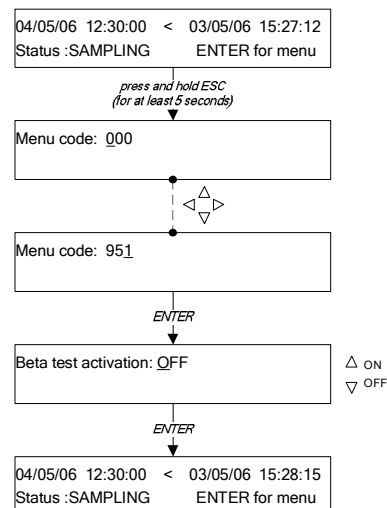 04/05/06 12:30:00 < 03/05/06 15:27:12
Status :SAMPLING ENTER for menu
press and hold ESC
(for at least 5 seconds)
Menu code: 000
Menu code: 951
ENTER
Beta test activation: OFF
ON
OFF
ENTER
04/05/06 12:30:00 < 03/05/06 15:28:15
Status :SAMPLING ENTER for menu